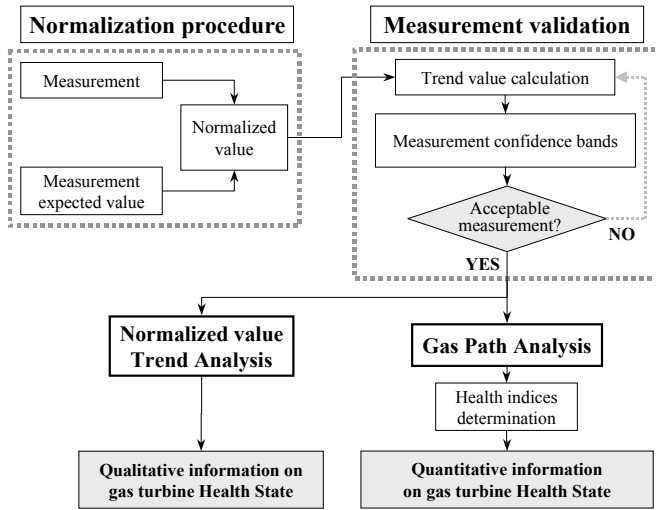 Normalization procedure
Measurement
Measurement
expected value
Normalized
value
Measurement validation
Trend value calculation
Measurement confidence bands
Acceptable
measurement?
NO
YES
Normalized value
Trend Analysis
Qualitative information on
gas turbine Health State
Gas Path Analysis
Health indices
determination
Quantitative information
on gas turbine Health State